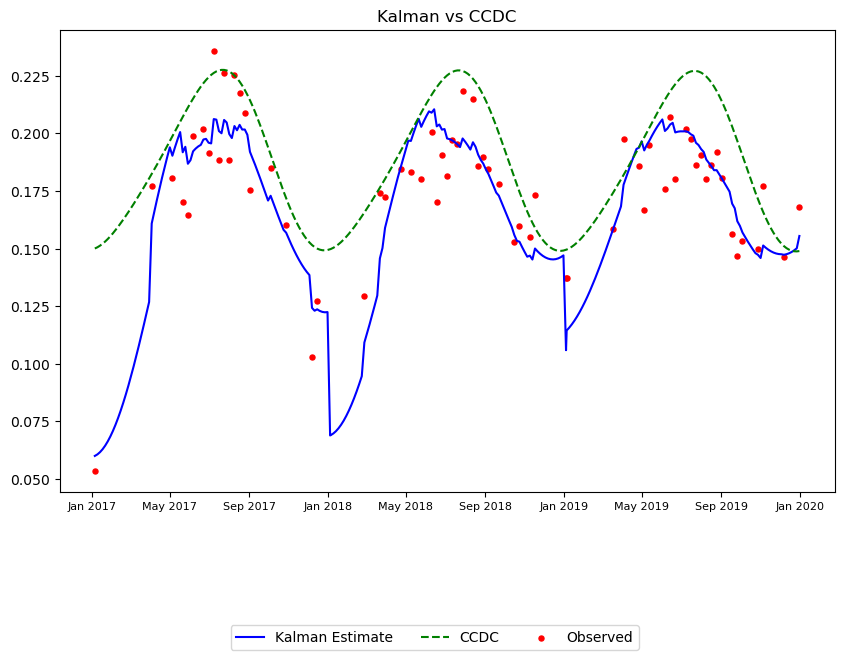 Kalman vs CCDC
0.225
0.200
0.175
0.150
0.125
0.100
0.075
0.050
Jan 2017 May 2017 Sep 2017 Jan 2018 May 2018 Sep 2018 Jan 2019 May 2019 Sep 2019 Jan 2020
Kalman Estimate CCDC Observed